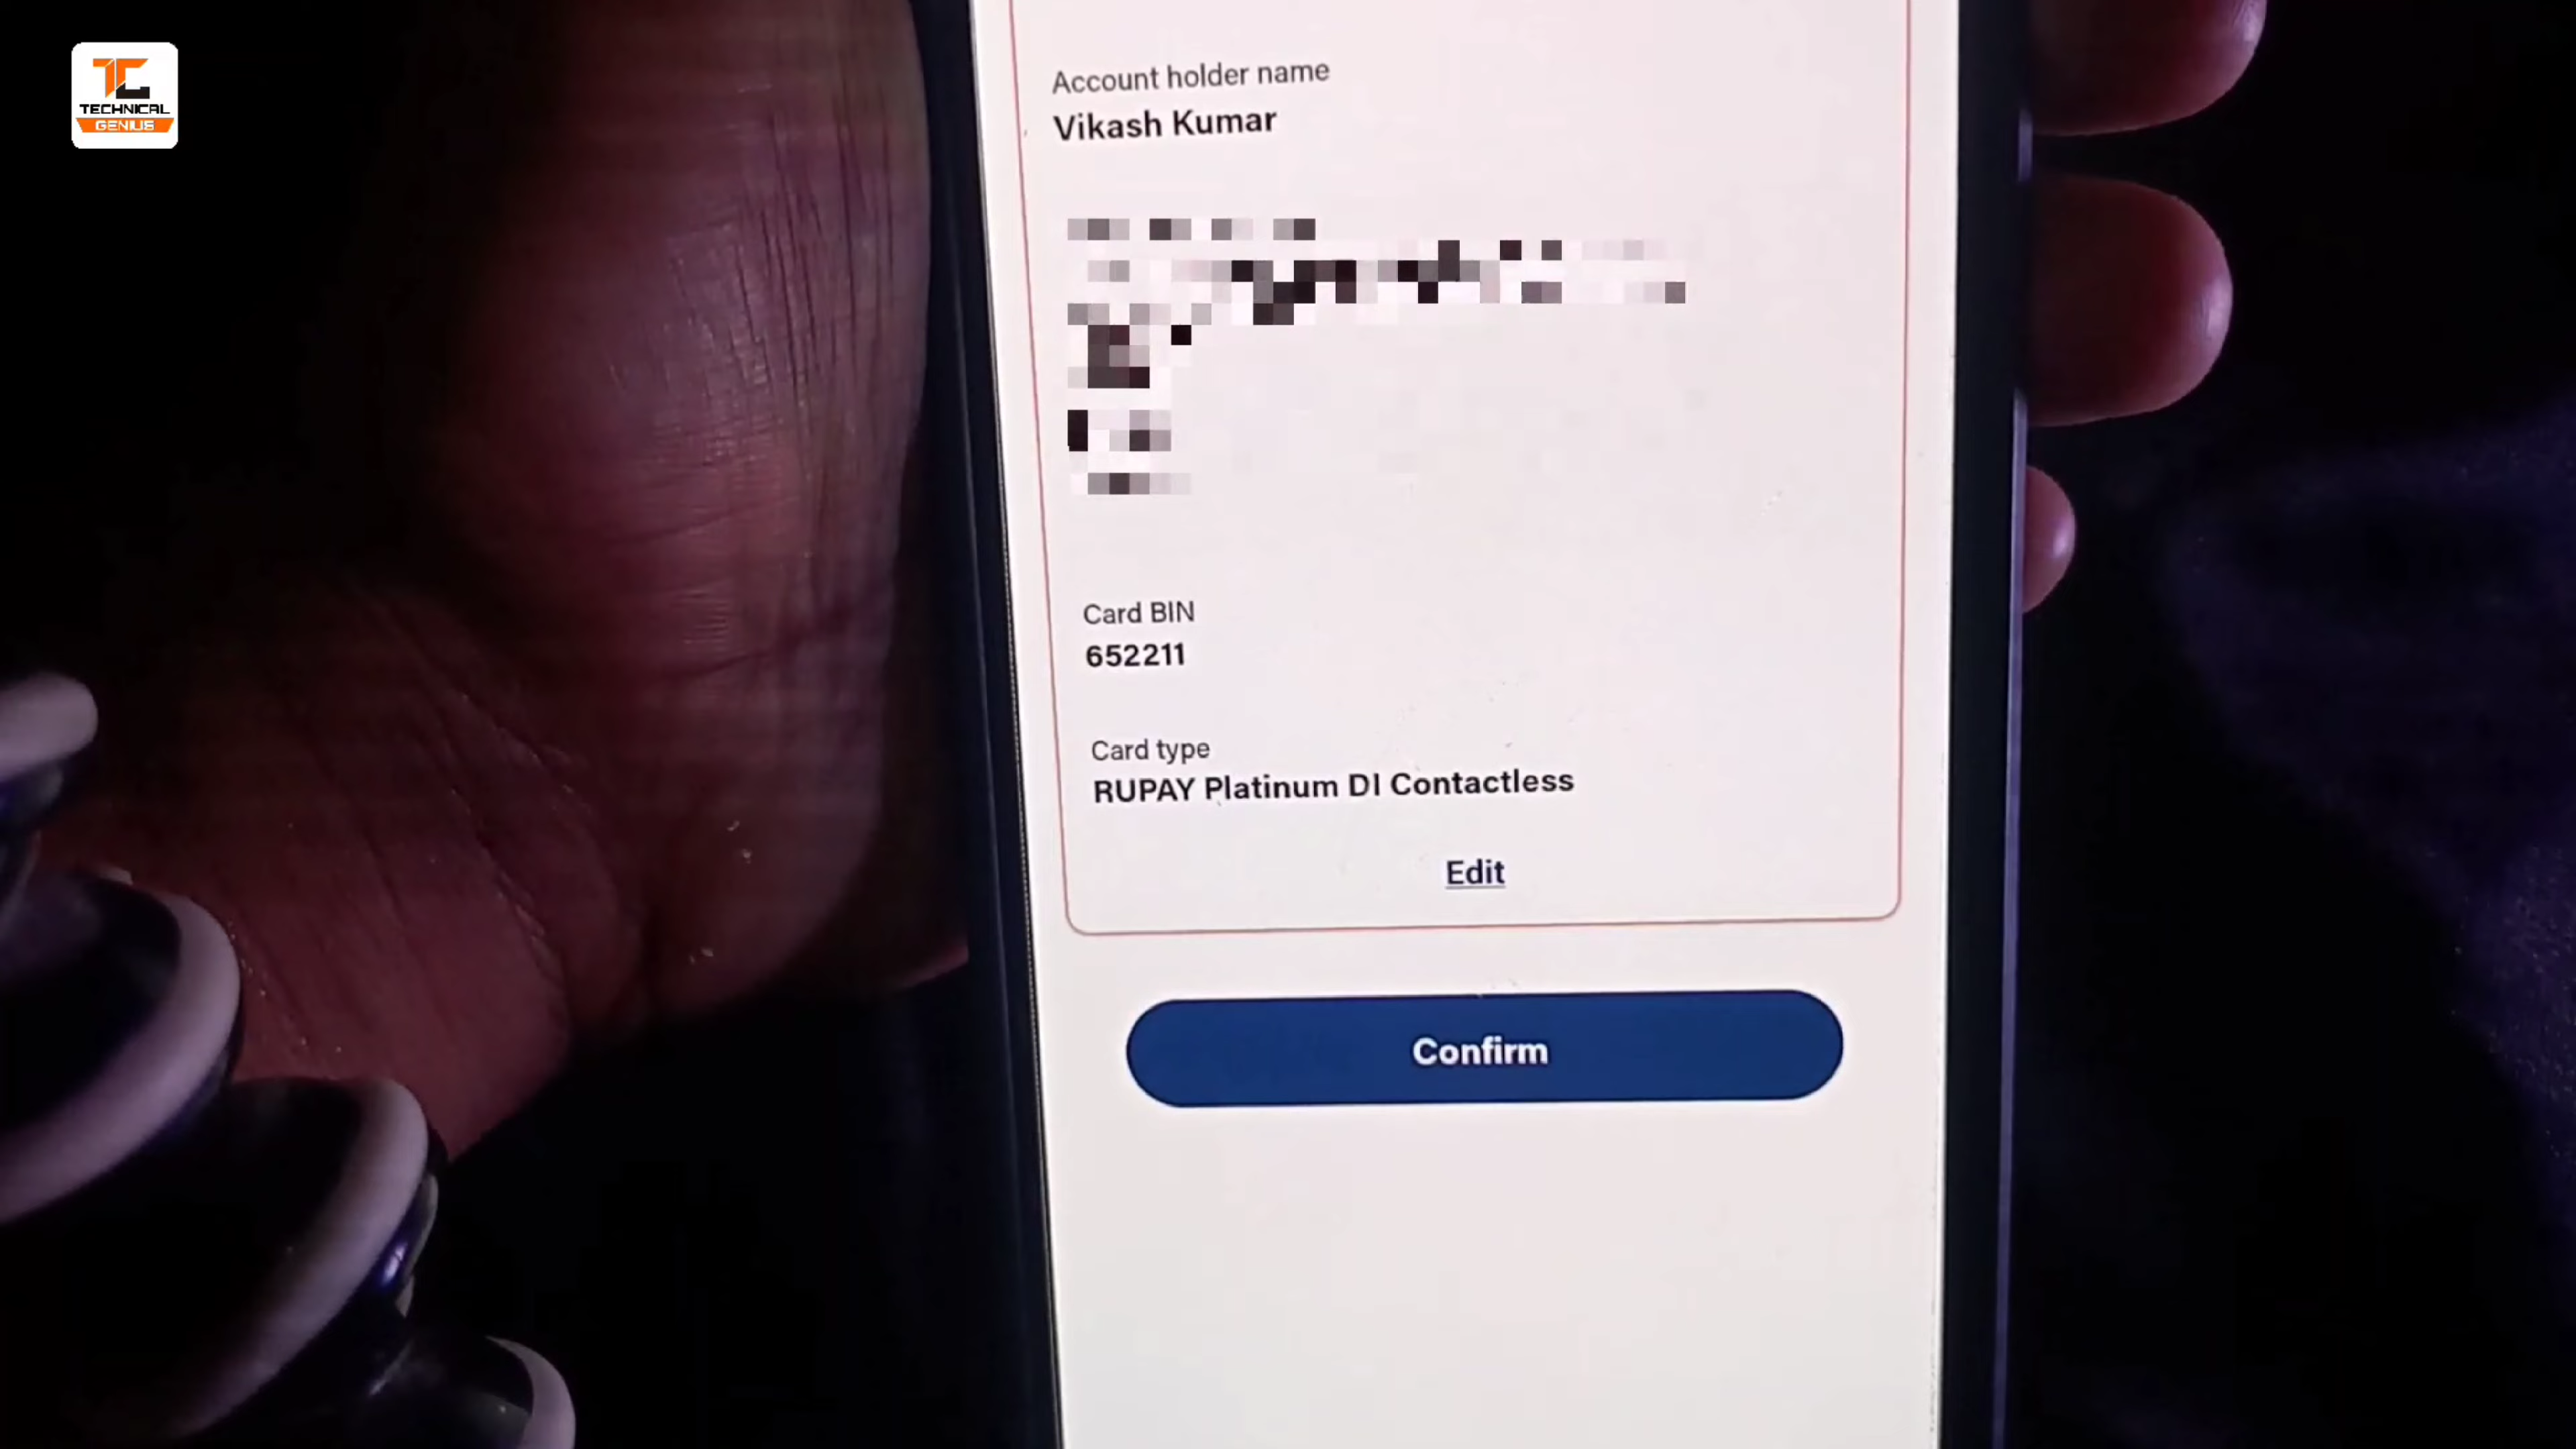 TECHNICAL
GENIUS
Account holder name
Vikash Kumar
Card BIN
652211
Card type
RUPAY Platinum DI Contactless
Edit
Confirm